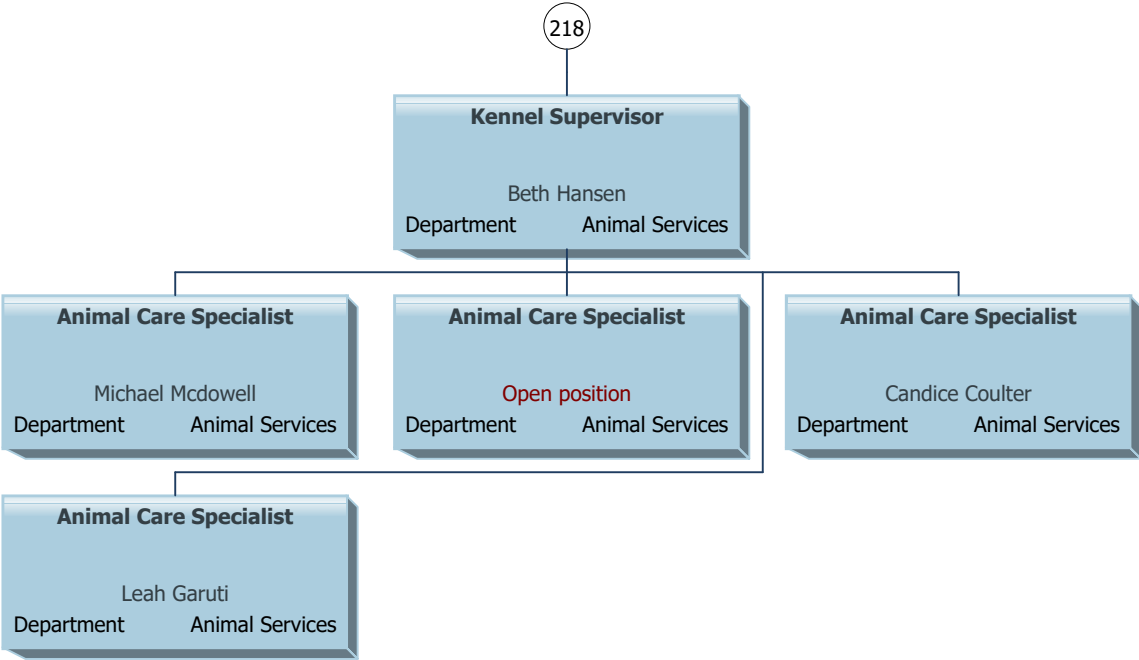 218
Kennel Supervisor
Beth Hansen
Department Animal Services
Animal Care Specialist
Michael Mcdowell
Department Animal Services
Animal Care Specialist
Open position
Department Animal Services
Animal Care Specialist
Candice Coulter
Department Animal Services
Animal Care Specialist
Leah Garuti
Department Animal Services